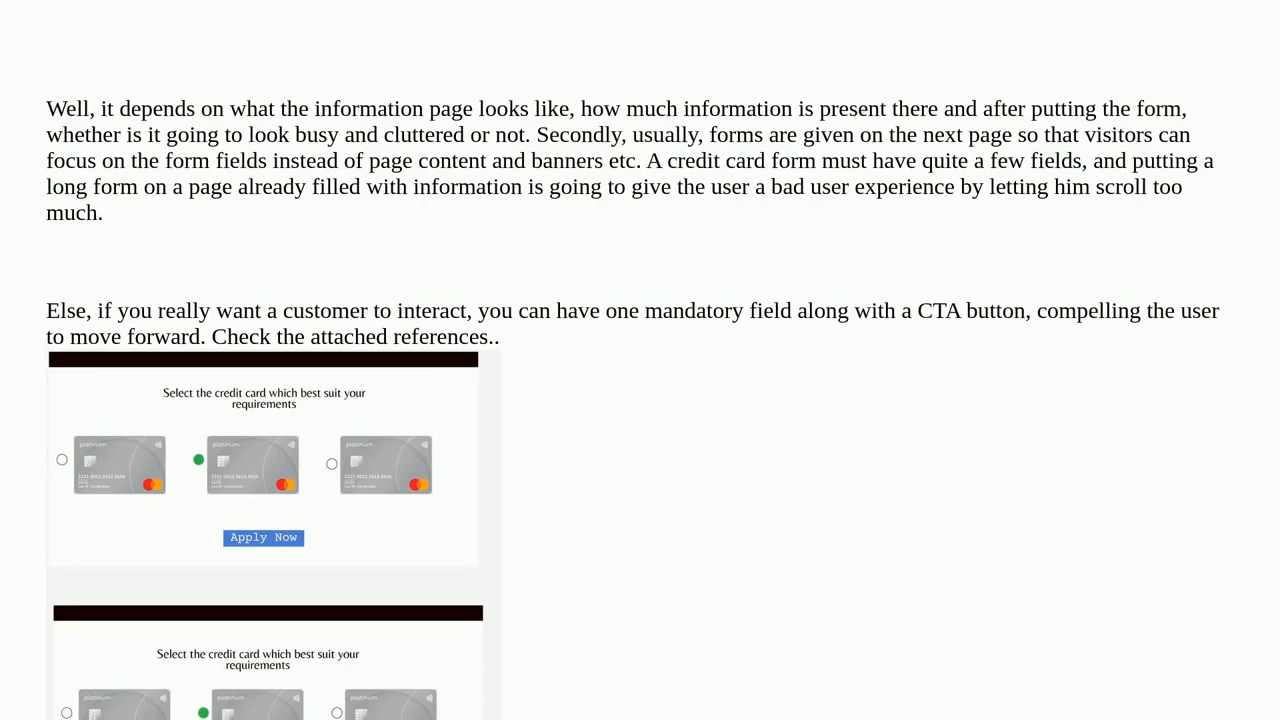 Well, it depends on what the information page looks like, how much information is present there and after putting the form,
whether is it going to look busy and cluttered or not. Secondly, usually, forms are given on the next page so that visitors can
focus on the form fields instead of page content and banners etc. A credit card form must have quite a few fields, and putting a
long form on a page already filled with information is going to give the user a bad user experience by letting him scroll too
much.
Else, if you really want a customer to interact, you can have one mandatory field along with a CTA button, compelling the user
to move forward. Check the attached references..
Select the credit card which best suit your
requirements
platinum platinum platinum
Apply Now
Select the credit card which best suit your
requirements
platinum platinum platinum